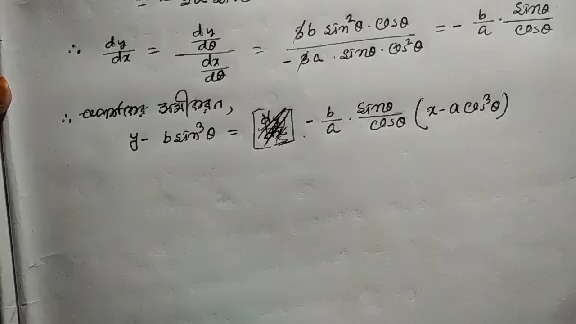 ∴ dy/dx = (dy/dθ)/(dx/dθ) = (3b sin²θ · cosθ)/(-3a · sinθ · cos²θ) = - b/a · sinθ/cosθ
∴ স্পর্শকের সমীকরণ,
y - b sin³θ = - b/a · sinθ/cosθ (x - a cos³θ)